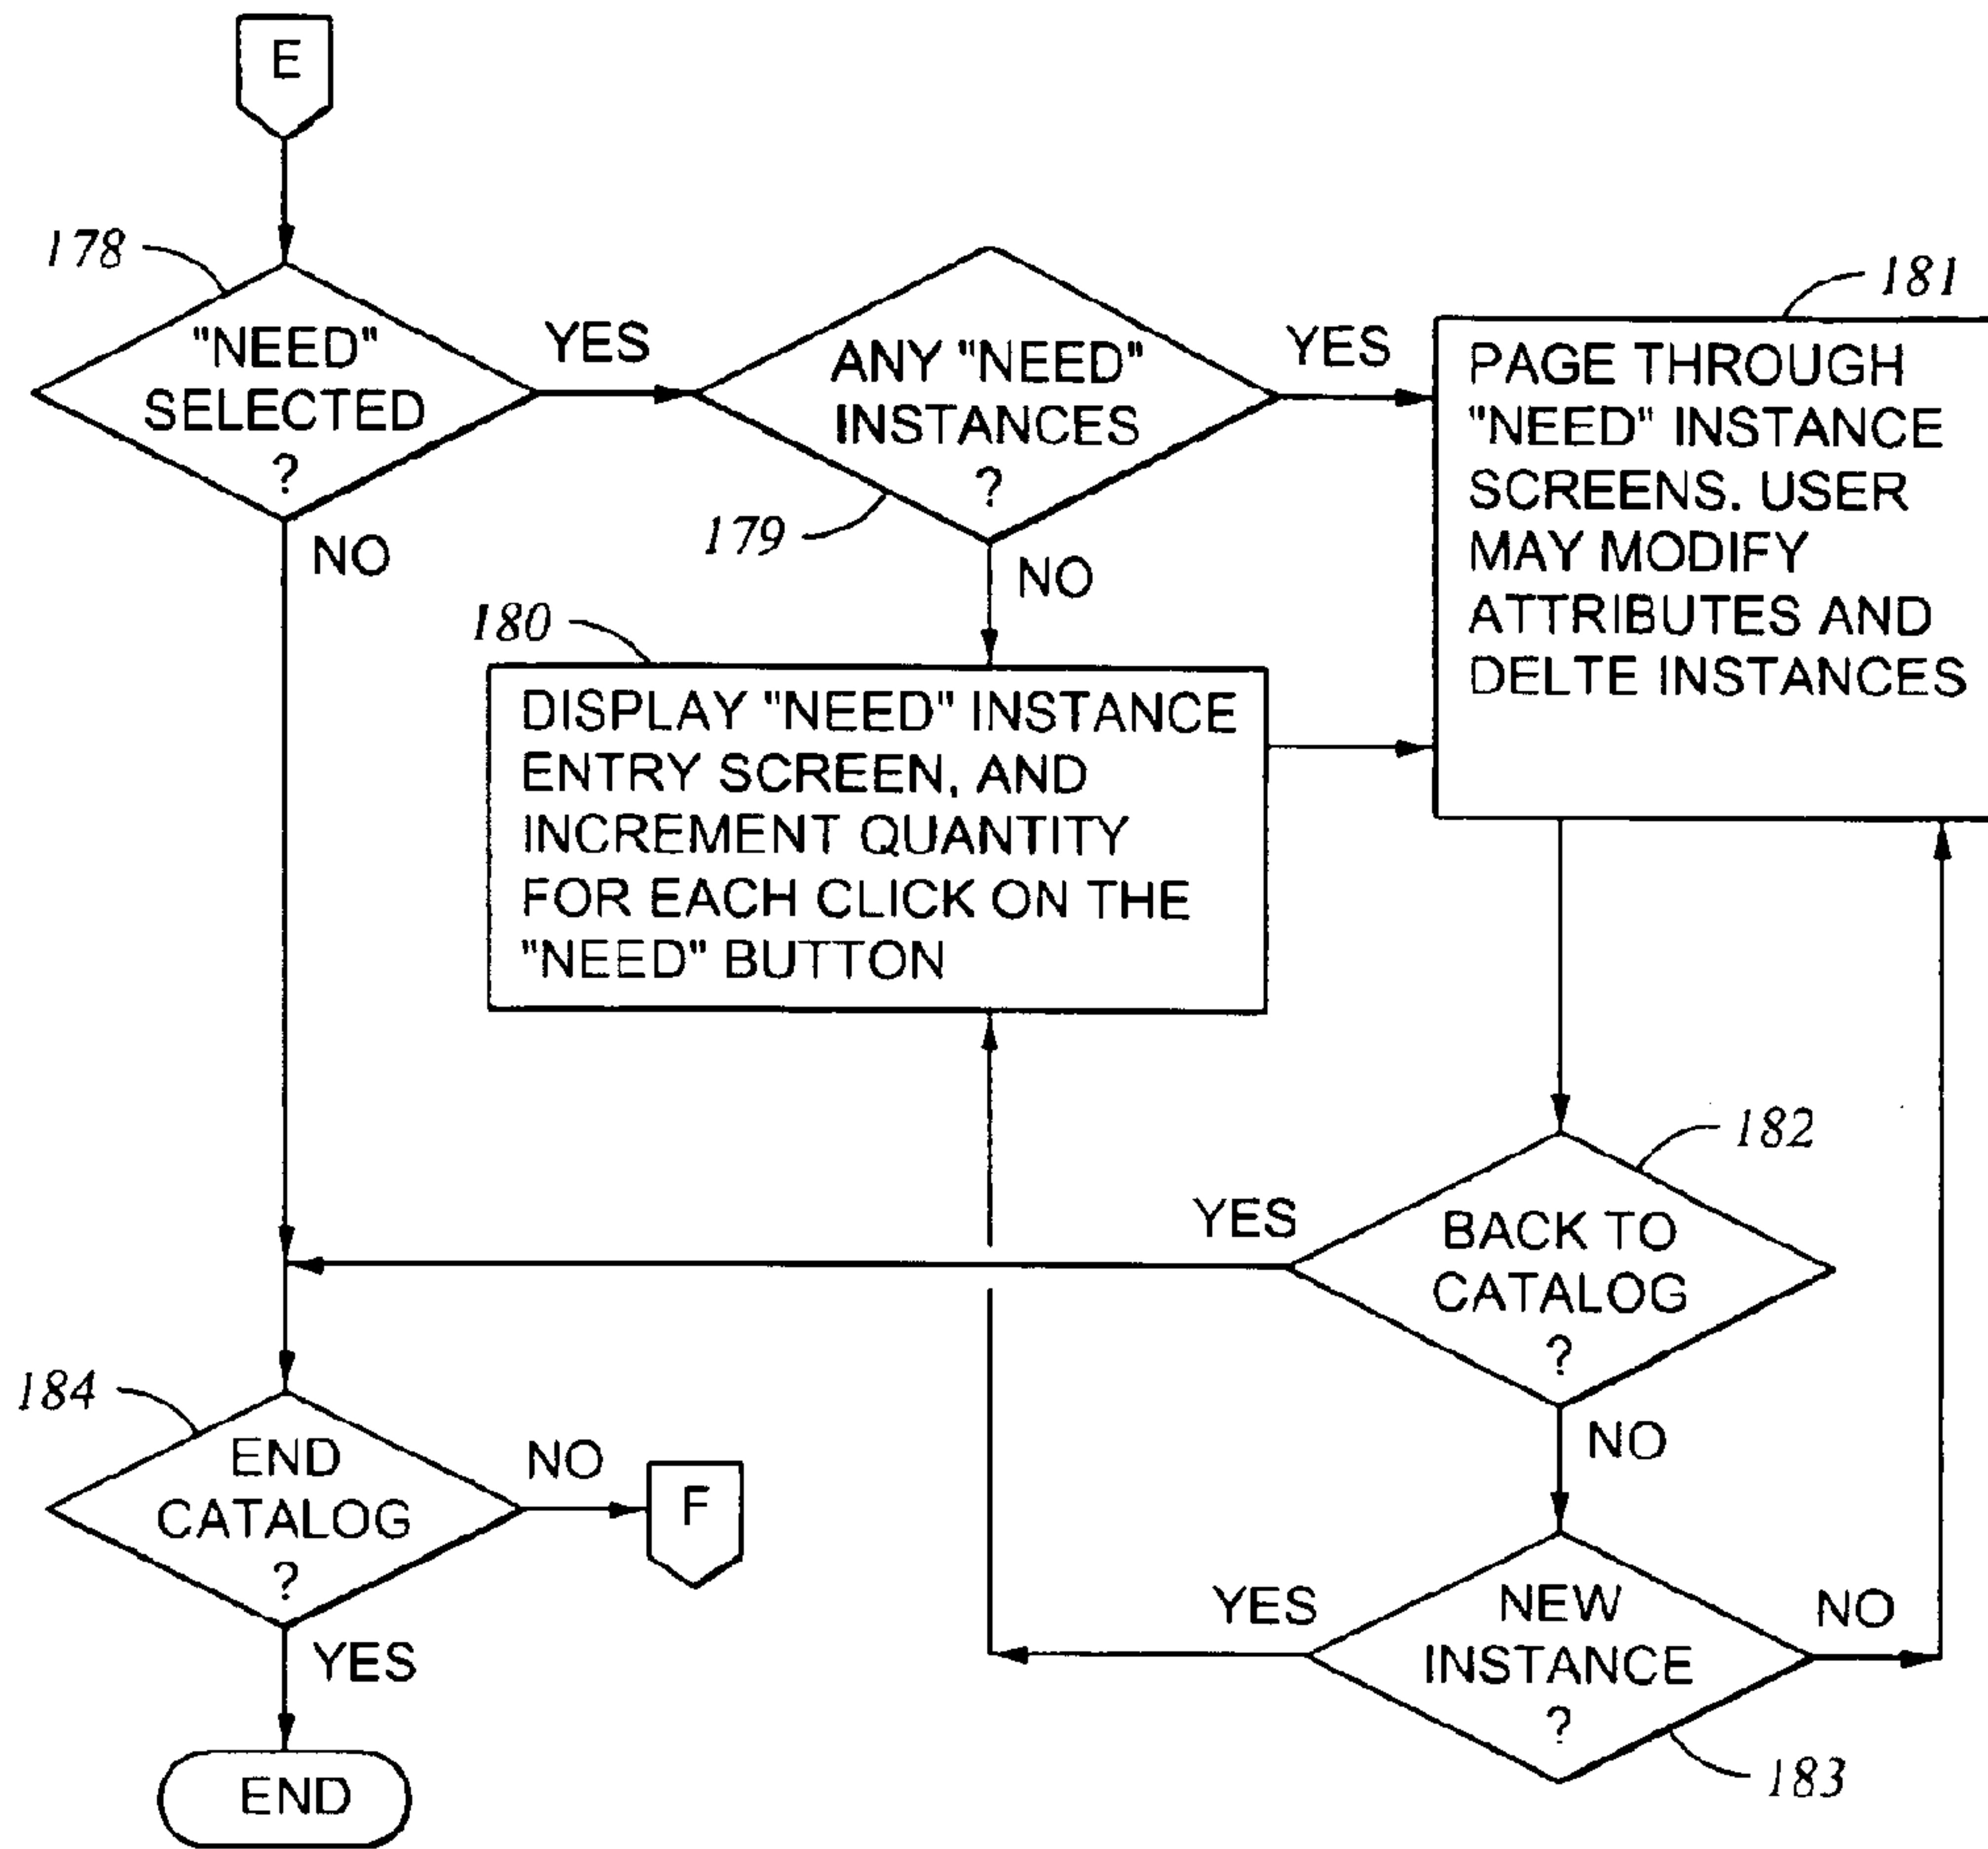 E
178
"NEED"
SELECTED
?
YES
NO
ANY "NEED"
INSTANCES
?
179
YES
NO
181
PAGE THROUGH
"NEED" INSTANCE
SCREENS. USER
MAY MODIFY
ATTRIBUTES AND
DELTE INSTANCES
180
DISPLAY "NEED" INSTANCE
ENTRY SCREEN, AND
INCREMENT QUANTITY
FOR EACH CLICK ON THE
"NEED" BUTTON
182
BACK TO
CATALOG
?
YES
NO
184
END
CATALOG
?
NO
F
YES
END
NEW
INSTANCE
?
YES
NO
183